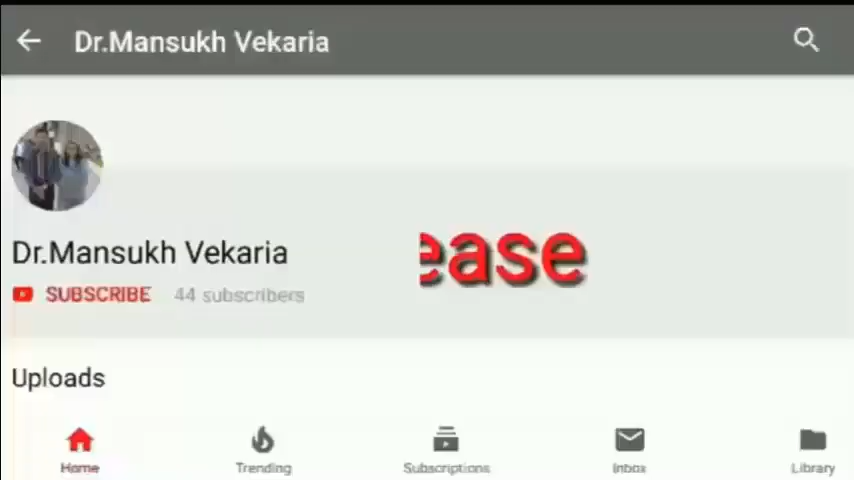 Dr.Mansukh Vekaria
Dr.Mansukh Vekaria
ease
SUBSCRIBE 44 subscribers
Uploads
Home Trending Subscriptions Inbox Library